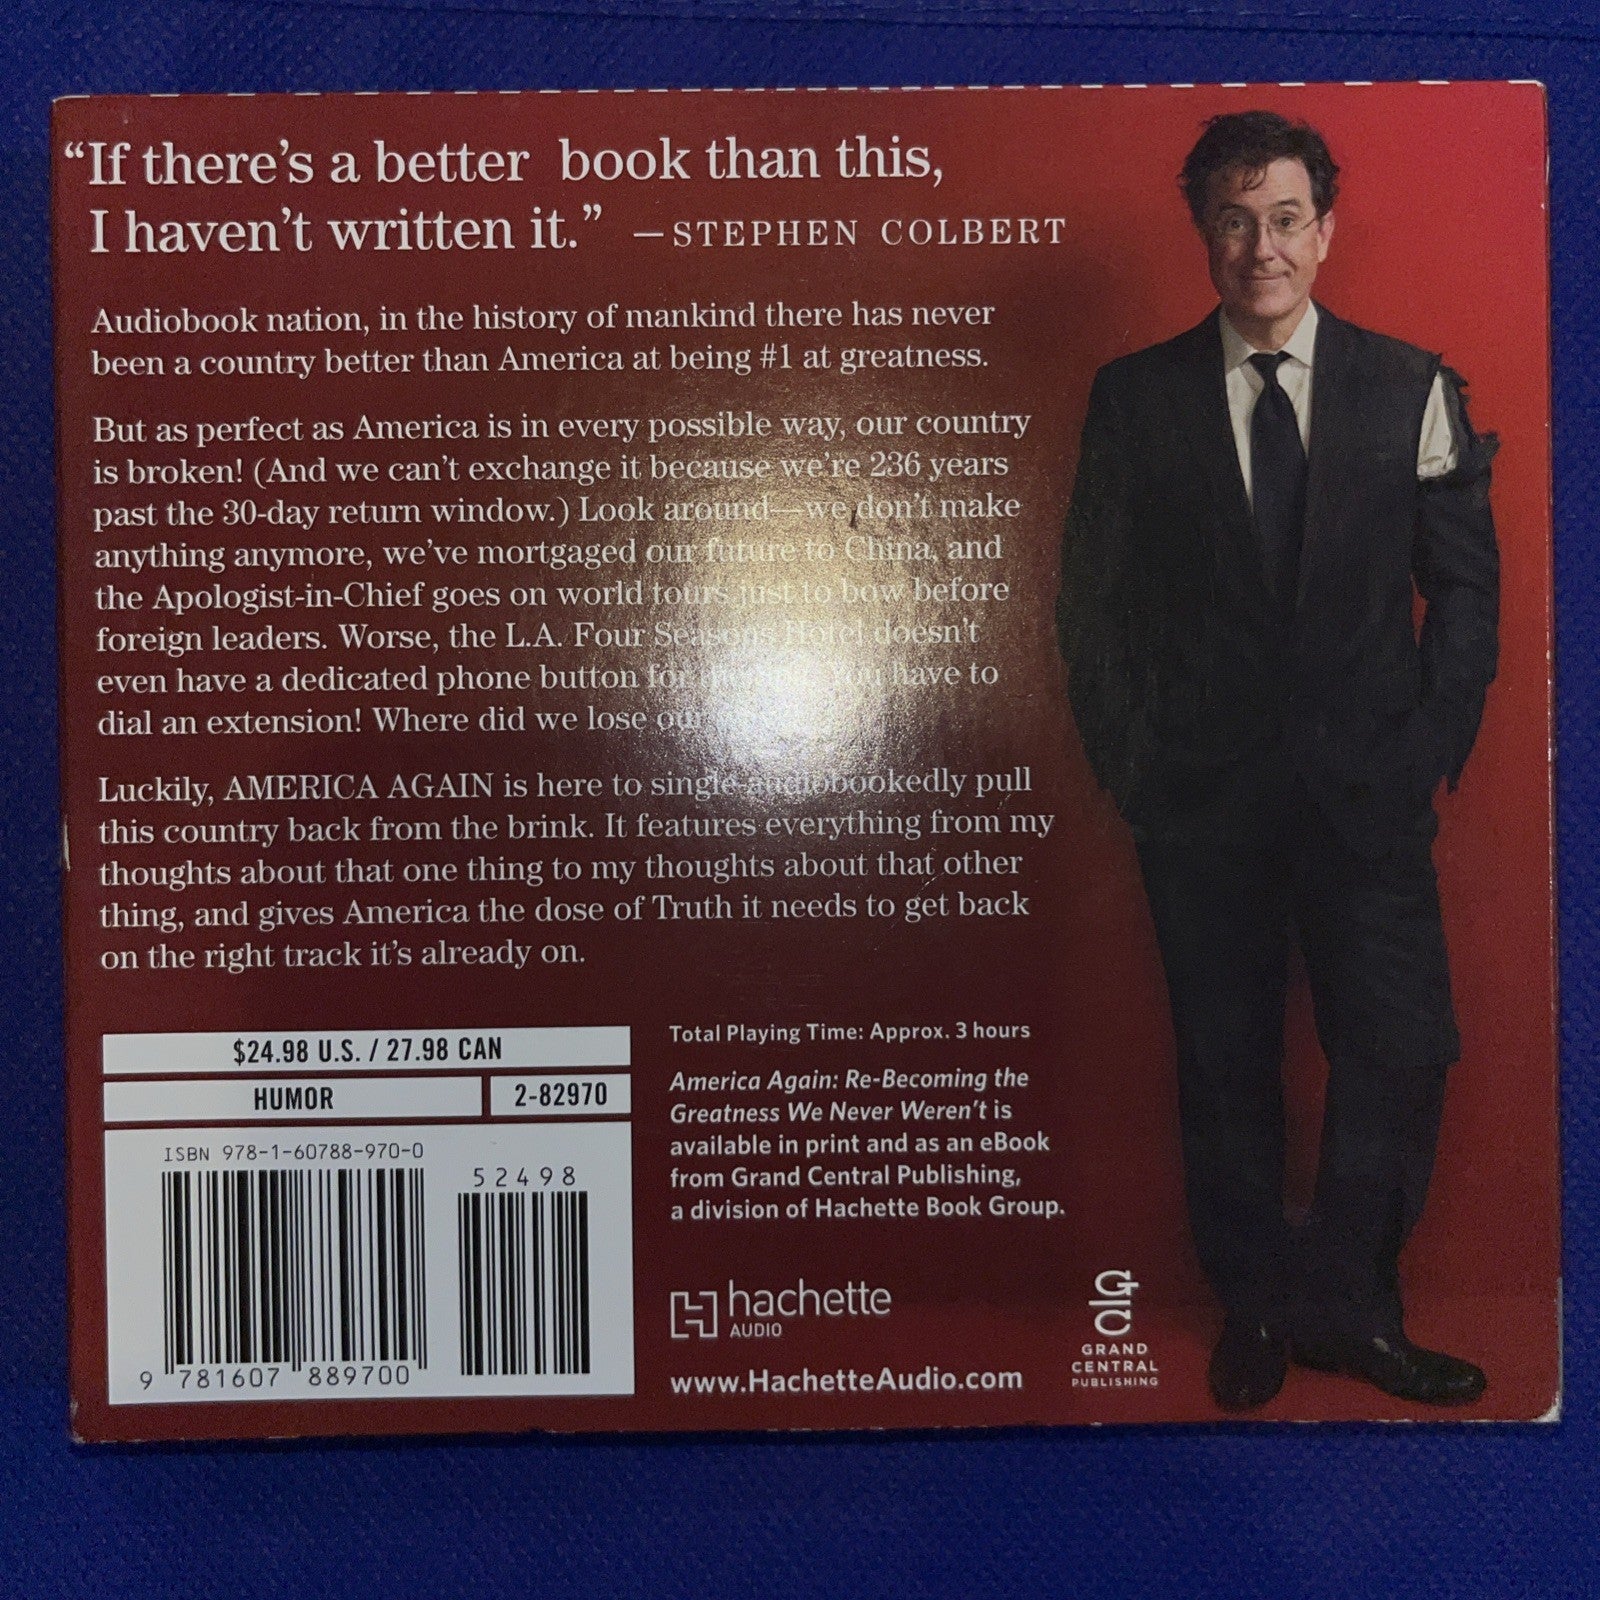 “If there’s a better book than this,
I haven’t written it.” —STEPHEN COLBERT
Audiobook nation, in the history of mankind there has never
been a country better than America at being #1 at greatness.
But as perfect as America is in every possible way, our country
is broken! (And we can’t exchange it because we’re 236 years
past the 30-day return window.) Look around—we don’t make
anything anymore, we’ve mortgaged our future to China, and
the Apologist-in-Chief goes on world tours just to bow before
foreign leaders. Worse, the L.A. Four Seasons Hotel doesn’t
even have a dedicated phone button for the You have to
dial an extension! Where did we lose our
Luckily, AMERICA AGAIN is here to single-audiobookedly pull
this country back from the brink. It features everything from my
thoughts about that one thing to my thoughts about that other
thing, and gives America the dose of Truth it needs to get back
on the right track it’s already on.
$24.98 U.S. / 27.98 CAN
HUMOR 2-82970
ISBN 978-1-60788-970-0
52498
9 781607 889700
Total Playing Time: Approx. 3 hours
America Again: Re-Becoming the
Greatness We Never Weren’t is
available in print and as an eBook
from Grand Central Publishing,
a division of Hachette Book Group.
hachette
AUDIO
www.HachetteAudio.com
GRAND
CENTRAL
PUBLISHING